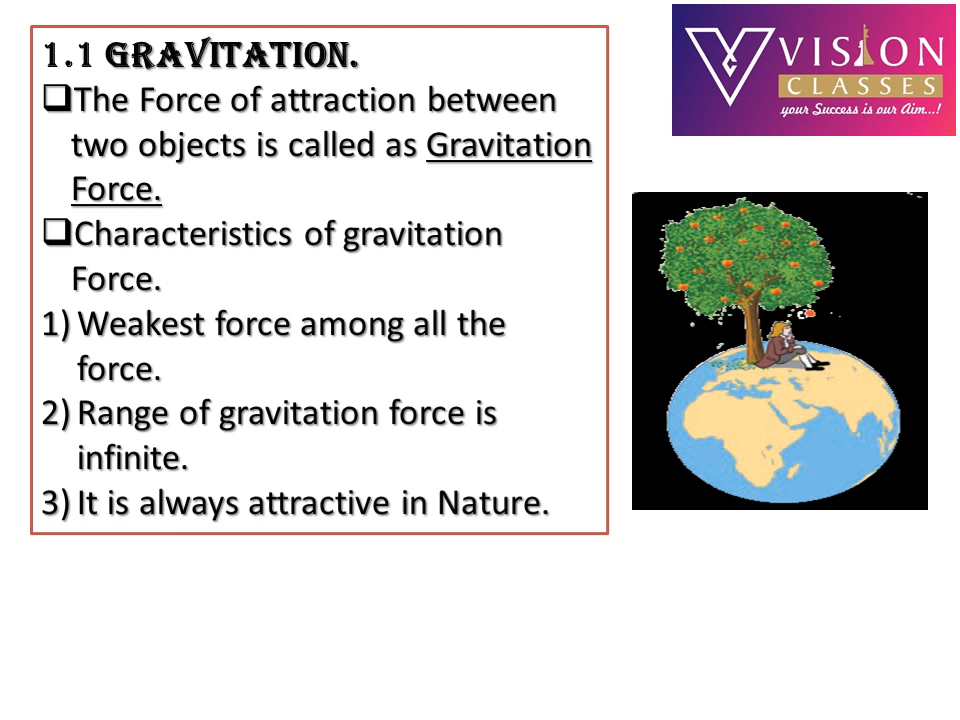 1.1 GRAVITATION.
❑The Force of attraction between
two objects is called as Gravitation
Force.
❑Characteristics of gravitation
Force.
1) Weakest force among all the
force.
2) Range of gravitation force is
infinite.
3) It is always attractive in Nature.
VISION
CLASSES
your Success is our Aim...!